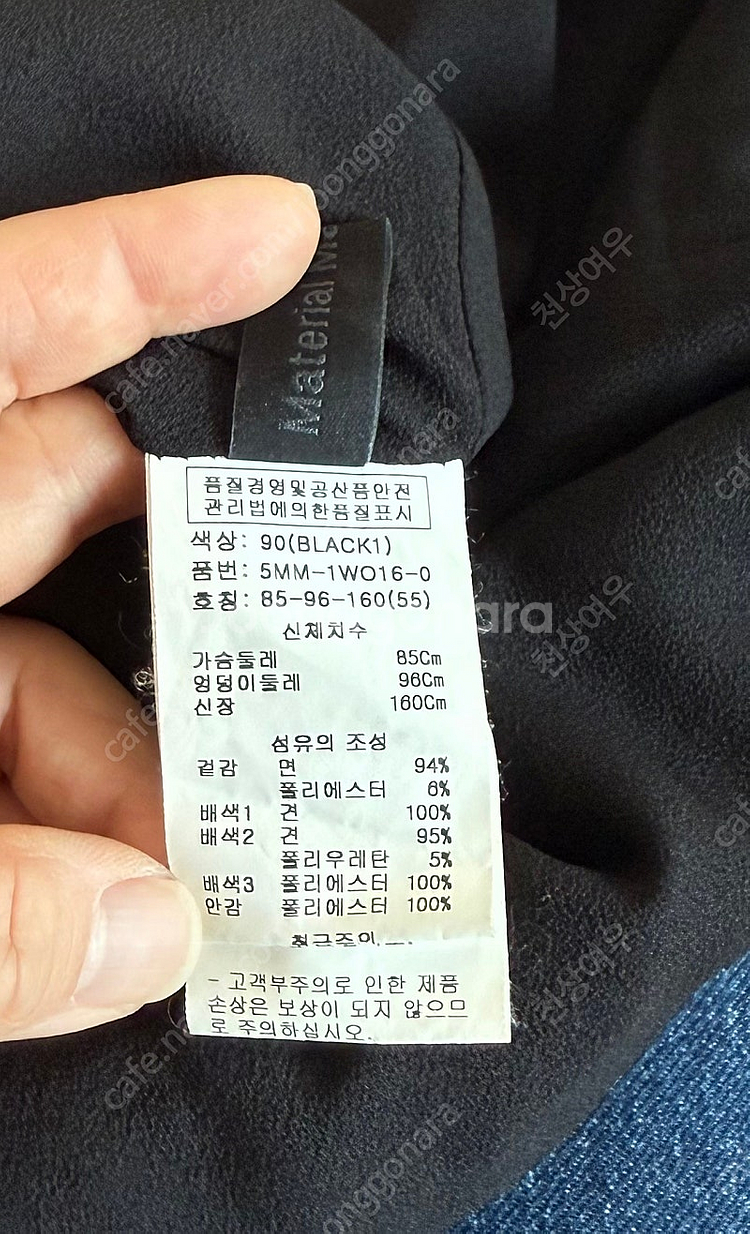 Material
품질경영및공산품안전
관리법에의한품질표시
색상: 90(BLACK1)
품번: 5MM-1WO16-0
호칭: 85-96-160(55)
신체치수
가슴둘레 85Cm
엉덩이둘레 96Cm
신장 160Cm
섬유의 조성
겉감 면 94%
폴리에스터 6%
배색1 견 100%
배색2 견 95%
폴리우레탄 5%
배색3 폴리에스터 100%
안감 폴리에스터 100%
- 고객부주의로 인한 제품
손상은 보상이 되지 않으므
로 주의하십시오.
천상여우
천상여우
천상여우